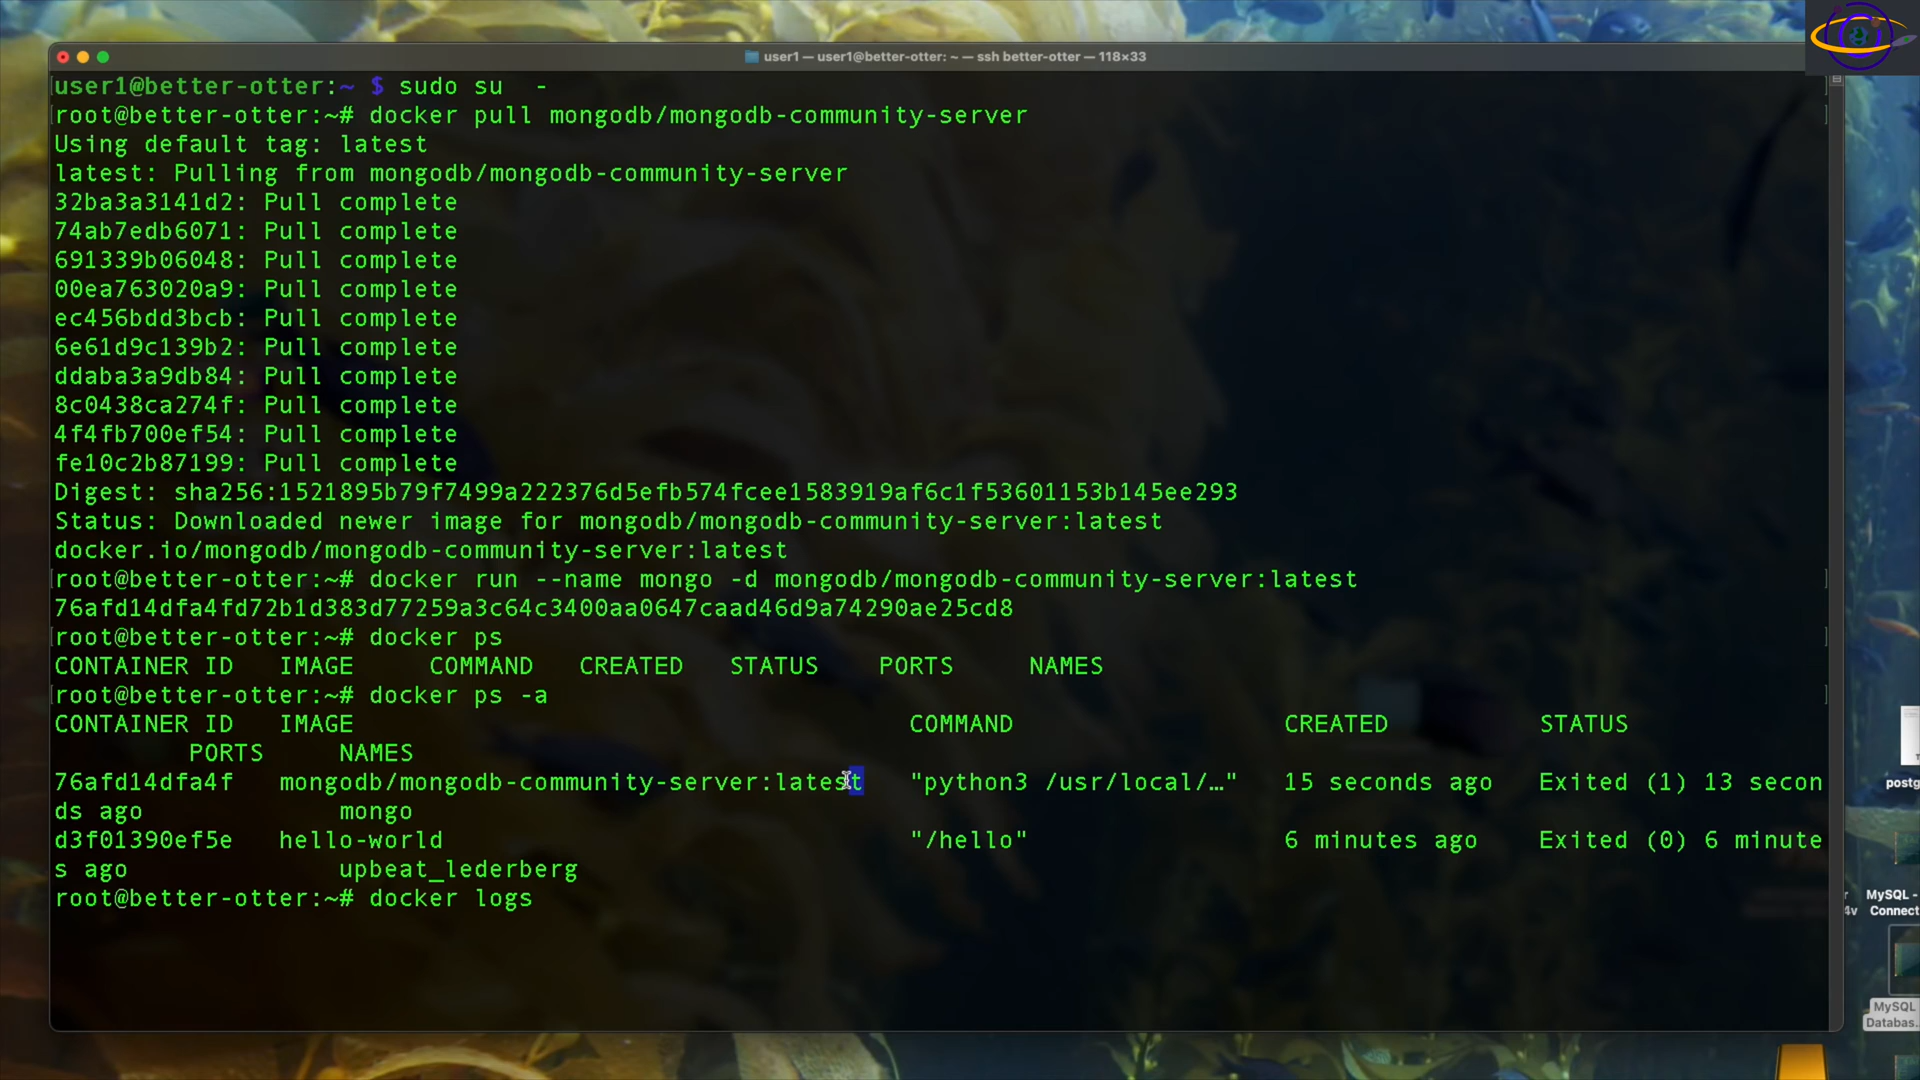 user1 — user1@better-otter: ~ — ssh better-otter — 118×33
user1@better-otter:~ $ sudo su  -
root@better-otter:~# docker pull mongodb/mongodb-community-server
Using default tag: latest
latest: Pulling from mongodb/mongodb-community-server
32ba3a3141d2: Pull complete
74ab7edb6071: Pull complete
691339b06048: Pull complete
00ea763020a9: Pull complete
ec456bdd3bcb: Pull complete
6e61d9c139b2: Pull complete
ddaba3a9db84: Pull complete
8c0438ca274f: Pull complete
4f4fb700ef54: Pull complete
fe10c2b87199: Pull complete
Digest: sha256:1521895b79f7499a222376d5efb574fcee1583919af6c1f53601153b145ee293
Status: Downloaded newer image for mongodb/mongodb-community-server:latest
docker.io/mongodb/mongodb-community-server:latest
root@better-otter:~# docker run --name mongo -d mongodb/mongodb-community-server:latest
76afd14dfa4fd72b1d383d77259a3c64c3400aa0647caad46d9a74290ae25cd8
root@better-otter:~# docker ps
CONTAINER ID   IMAGE     COMMAND   CREATED   STATUS    PORTS     NAMES
root@better-otter:~# docker ps -a
CONTAINER ID   IMAGE                                     COMMAND                  CREATED          STATUS
         PORTS     NAMES
76afd14dfa4f   mongodb/mongodb-community-server:latest   "python3 /usr/local/…"   15 seconds ago   Exited (1) 13 secon
ds ago             mongo
d3f01390ef5e   hello-world                               "/hello"                 6 minutes ago    Exited (0) 6 minute
s ago              upbeat_lederberg
root@better-otter:~# docker logs
postg
MySQL -
4v Connect
MySQL
Databas...